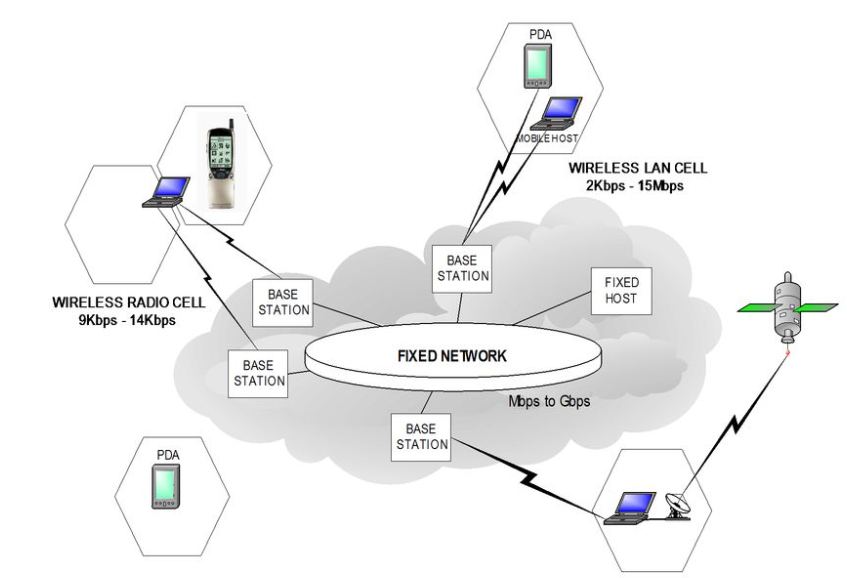 PDA
MOBILE HOST
WIRELESS LAN CELL
2Kbps - 15Mbps
BASE
STATION
FIXED
HOST
BASE
STATION
WIRELESS RADIO CELL
9Kbps - 14Kbps
BASE
STATION
FIXED NETWORK
Mbps to Gbps
BASE
STATION
PDA